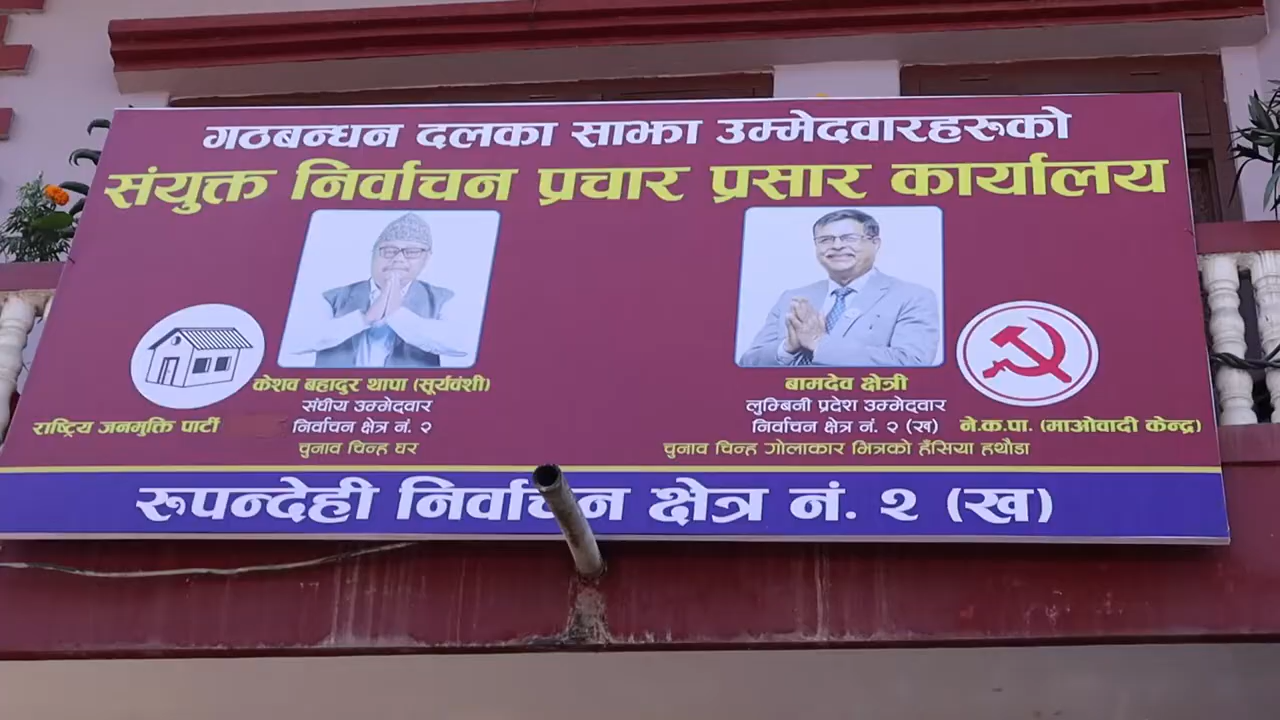 गठबन्धन दलका साझा उम्मेदवारहरूको
संयुक्त निर्वाचन प्रचार प्रसार कार्यालय
केशव बहादुर थापा (सूर्यवंशी)
संघीय उम्मेदवार
निर्वाचन क्षेत्र नं. २
चुनाव चिन्ह घर
राष्ट्रिय जनमुक्ति पार्टी
बामदेव क्षेत्री
लुम्बिनी प्रदेश उम्मेदवार
निर्वाचन क्षेत्र नं. २ (ख)
चुनाव चिन्ह गोलाकार भित्रको हँसिया हथौडा
ने.क.पा. (माओवादी केन्द्र)
रुपन्देही निर्वाचन क्षेत्र नं. २ (ख)